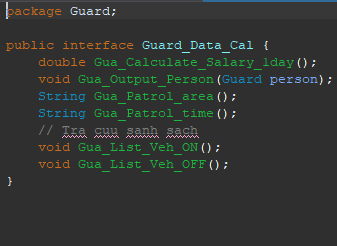 package Guard;
public interface Guard_Data_Cal {
double Gua_Calculate_Salary_1day();
void Gua_Output_Person(Guard person);
String Gua_Patrol_area();
String Gua_Patrol_time();
// Tra cuu sanh sach
void Gua_List_Veh_ON();
void Gua_List_Veh_OFF();
}